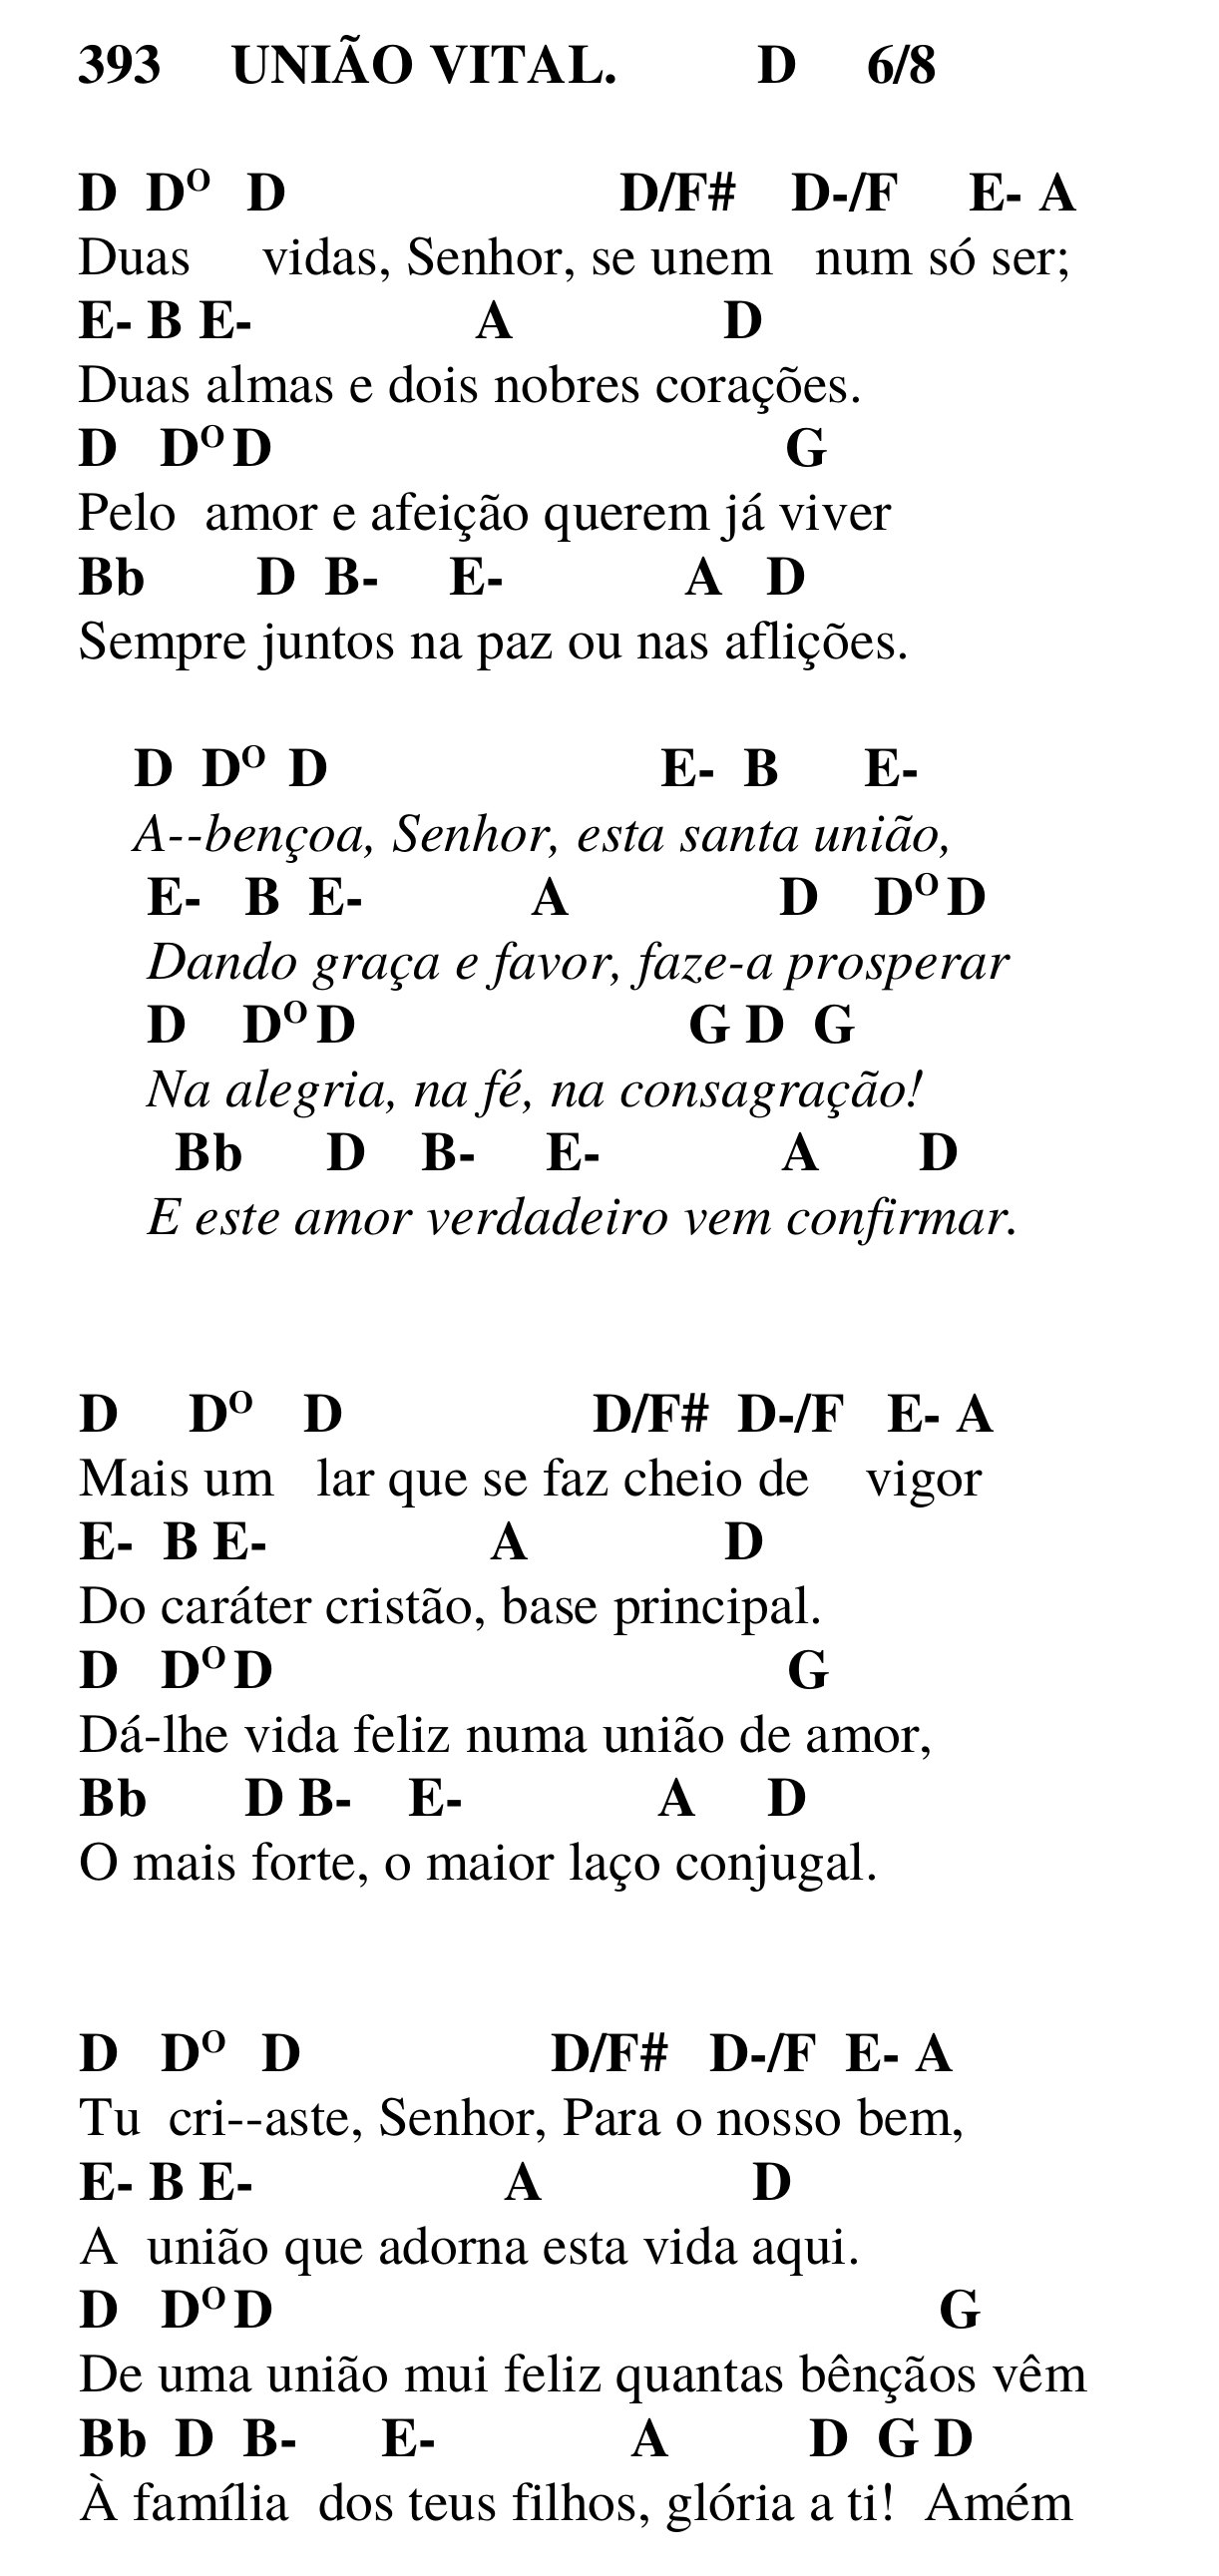 393 UNIÃO VITAL. D 6/8
D Dº D D/F# D-/F E- A
Duas vidas, Senhor, se unem num só ser;
E- B E- A D
Duas almas e dois nobres corações.
D Dº D G
Pelo amor e afeição querem já viver
Bb D B- E- A D
Sempre juntos na paz ou nas aflições.
D Dº D E- B E-
A--bençoa, Senhor, esta santa união,
E- B E- A D Dº D
Dando graça e favor, faze-a prosperar
D Dº D G D G
Na alegria, na fé, na consagração!
Bb D B- E- A D
E este amor verdadeiro vem confirmar.
D Dº D D/F# D-/F E- A
Mais um lar que se faz cheio de vigor
E- B E- A D
Do caráter cristão, base principal.
D Dº D G
Dá-lhe vida feliz numa união de amor,
Bb D B- E- A D
O mais forte, o maior laço conjugal.
D Dº D D/F# D-/F E- A
Tu cri--aste, Senhor, Para o nosso bem,
E- B E- A D
A união que adorna esta vida aqui.
D Dº D G
De uma união mui feliz quantas bênçãos vêm
Bb D B- E- A D G D
À família dos teus filhos, glória a ti! Amém